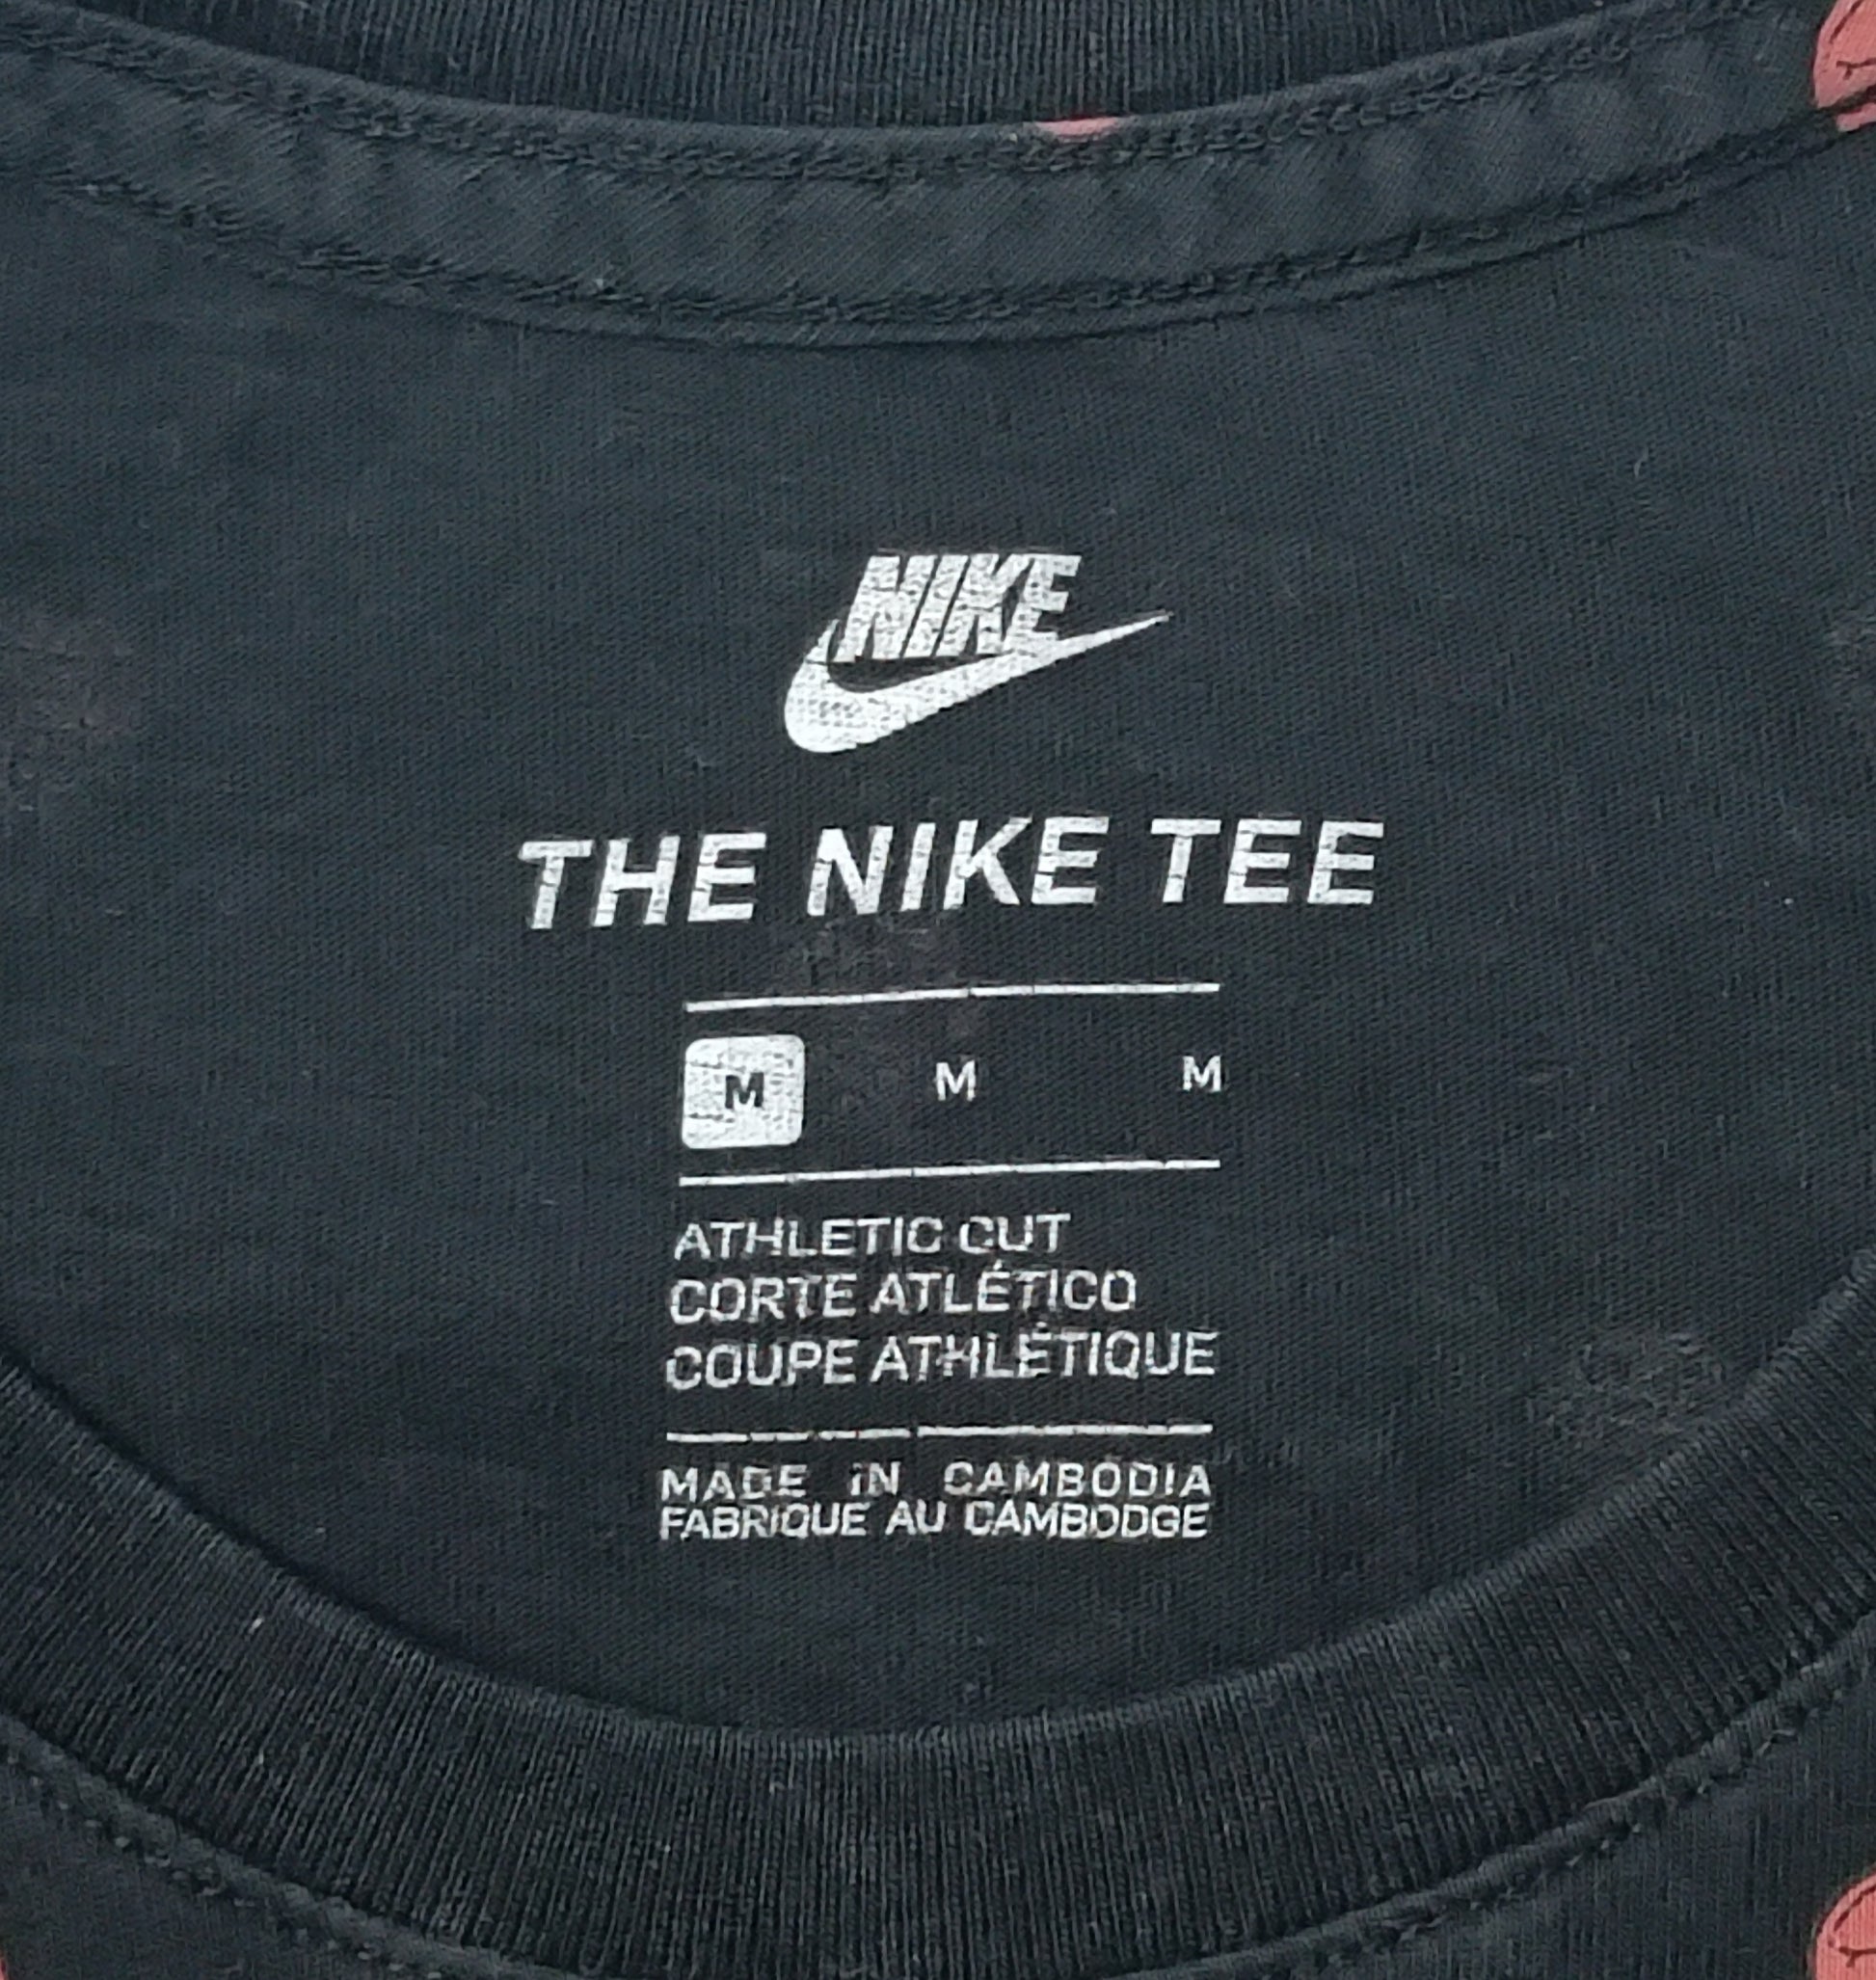 NIKE
THE NIKE TEE
M M M
ATHLETIC CUT
CORTE ATLÉTICO
COUPE ATHLÉTIQUE
MADE IN CAMBODIA
FABRIQUE AU CAMBODGE